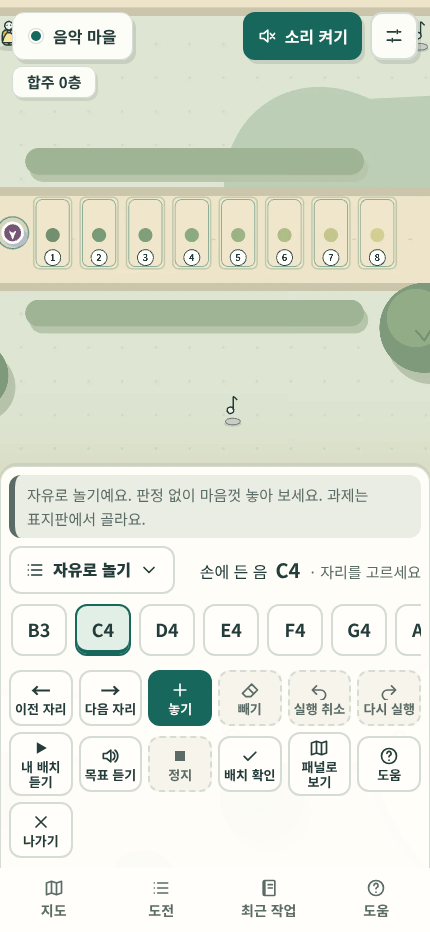 음악 마을
소리 켜기
합주 0층
1 2 3 4 5 6 7 8
자유로 놀기예요. 판정 없이 마음껏 놓아 보세요. 과제는
표지판에서 골라요.
자유로 놀기
손에 든 음 C4 · 자리를 고르세요
B3 C4 D4 E4 F4 G4 A
이전 자리 다음 자리 놓기 빼기 실행 취소 다시 실행
내 배치
듣기
목표 듣기
정지
배치 확인
패널로
보기
도움
나가기
지도 도전 최근 작업 도움